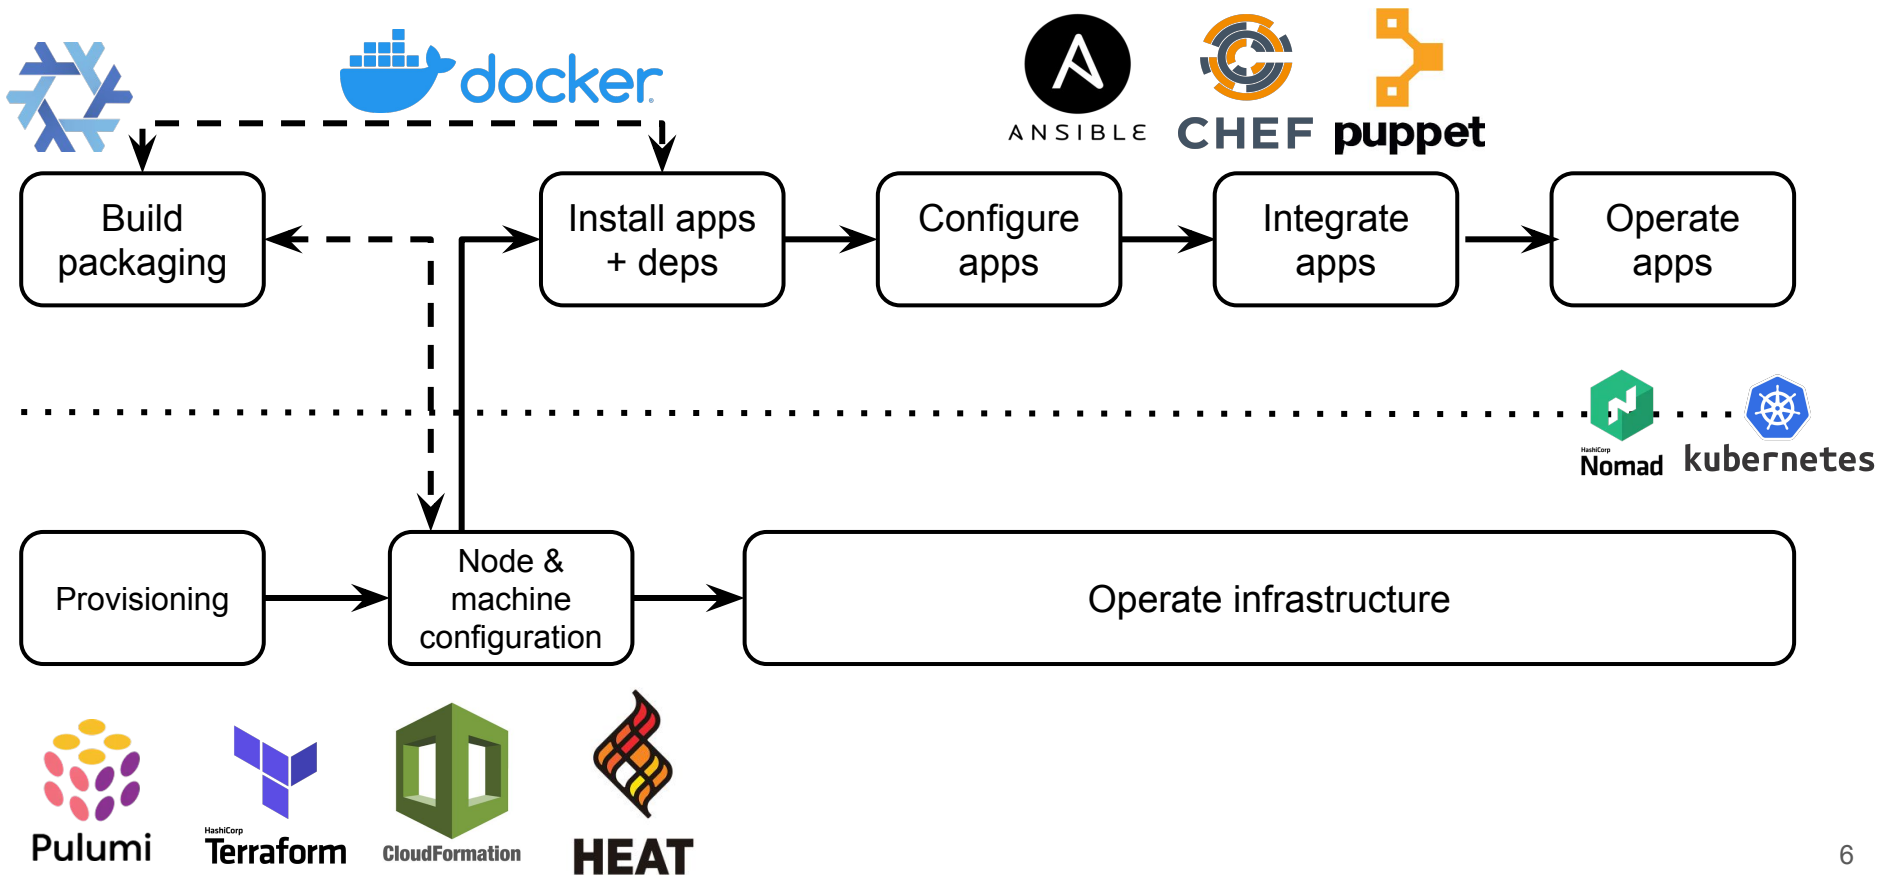 docker
ANSIBLE
CHEF
puppet
Build
packaging
Install apps
+ deps
Configure
apps
Integrate
apps
Operate
apps
HashiCorp
Nomad
kubernetes
Provisioning
Node &
machine
configuration
Operate infrastructure
Pulumi
HashiCorp
Terraform
CloudFormation
HEAT
6